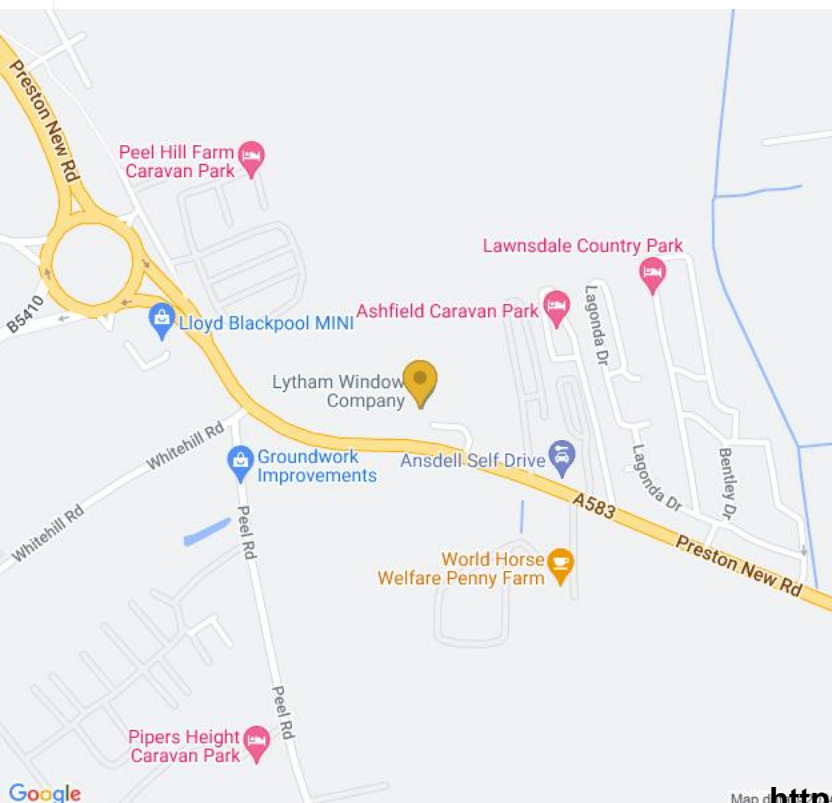 Preston New Rd
Peel Hill Farm
Caravan Park
Lawnsdale Country Park
B5410
Lloyd Blackpool MINI
Ashfield Caravan Park
Lagonda Dr
Lytham Window
Company
Whitehill Rd
Groundwork
Improvements
Ansdell Self Drive
Lagonda Dr
Bentley Dr
Whitehill Rd
Peel Rd
A583
Preston New Rd
World Horse
Welfare Penny Farm
Peel Rd
Pipers Height
Caravan Park
Google
Map
http